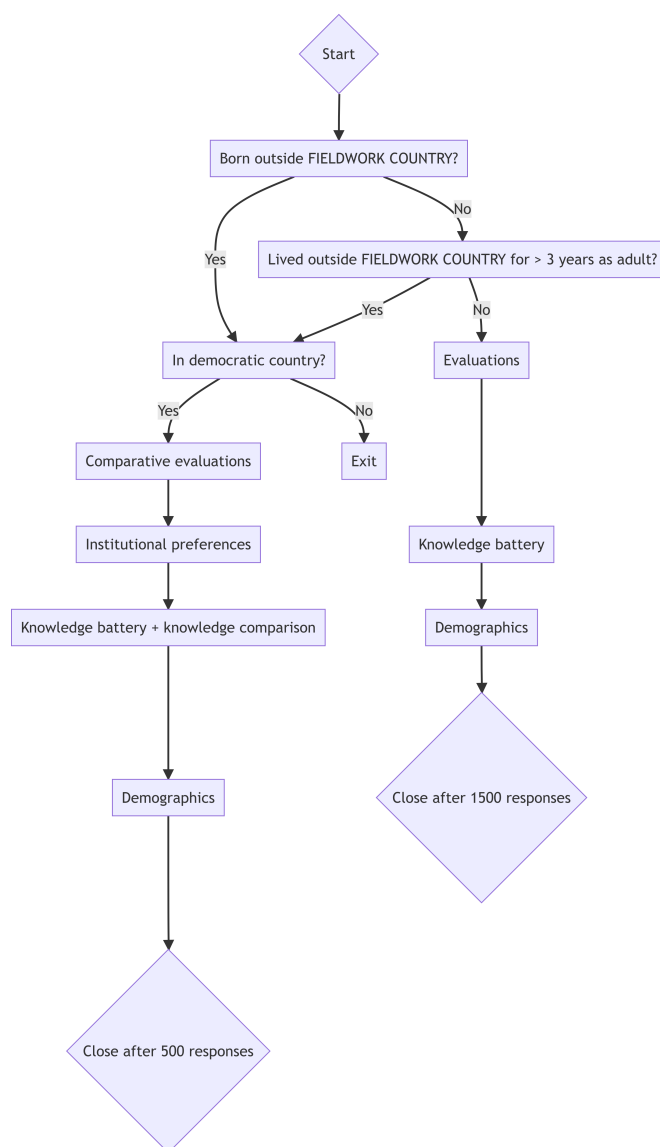 Start
Born outside FIELDWORK COUNTRY?
No
Yes
Lived outside FIELDWORK COUNTRY for > 3 years as adult?
Yes
No
In democratic country?
Evaluations
Yes
No
Comparative evaluations
Exit
Institutional preferences
Knowledge battery
Knowledge battery + knowledge comparison
Demographics
Demographics
Close after 1500 responses
Close after 500 responses